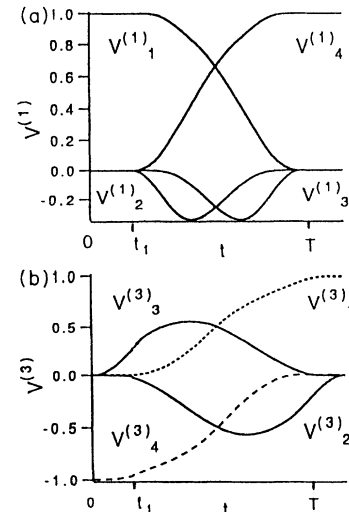 (a) 1.0
V(1)1
V(1)4
0.8
0.6
V(1)
0.4
0.2
0.0
V(1)2
V(1)3
-0.2
0 t1 t T
(b) 1.0
V(3)3
V(3)
0.5
V(3)
0.0
V(3)4
V(3)2
-0.5
-1.0
0 t1 t T